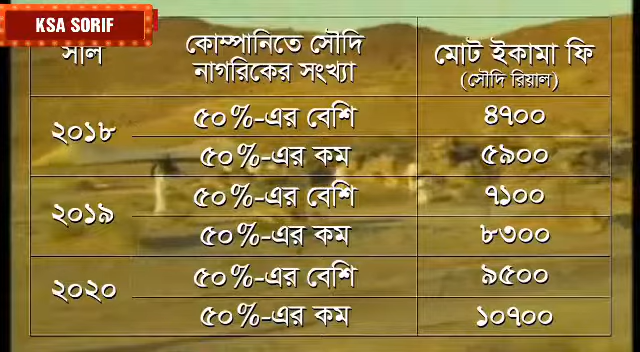 KSA SORIF
সাল
কোম্পানিতে সৌদি
নাগরিকের সংখ্যা
মোট ইকামা ফি
(সৌদি রিয়াল)
২০১৮
৫০%-এর বেশি
৪৭০০
৫০%-এর কম
৫৯০০
২০১৯
৫০%-এর বেশি
৭১০০
৫০%-এর কম
৮৩০০
২০২০
৫০%-এর বেশি
৯৫০০
৫০%-এর কম
১০৭০০